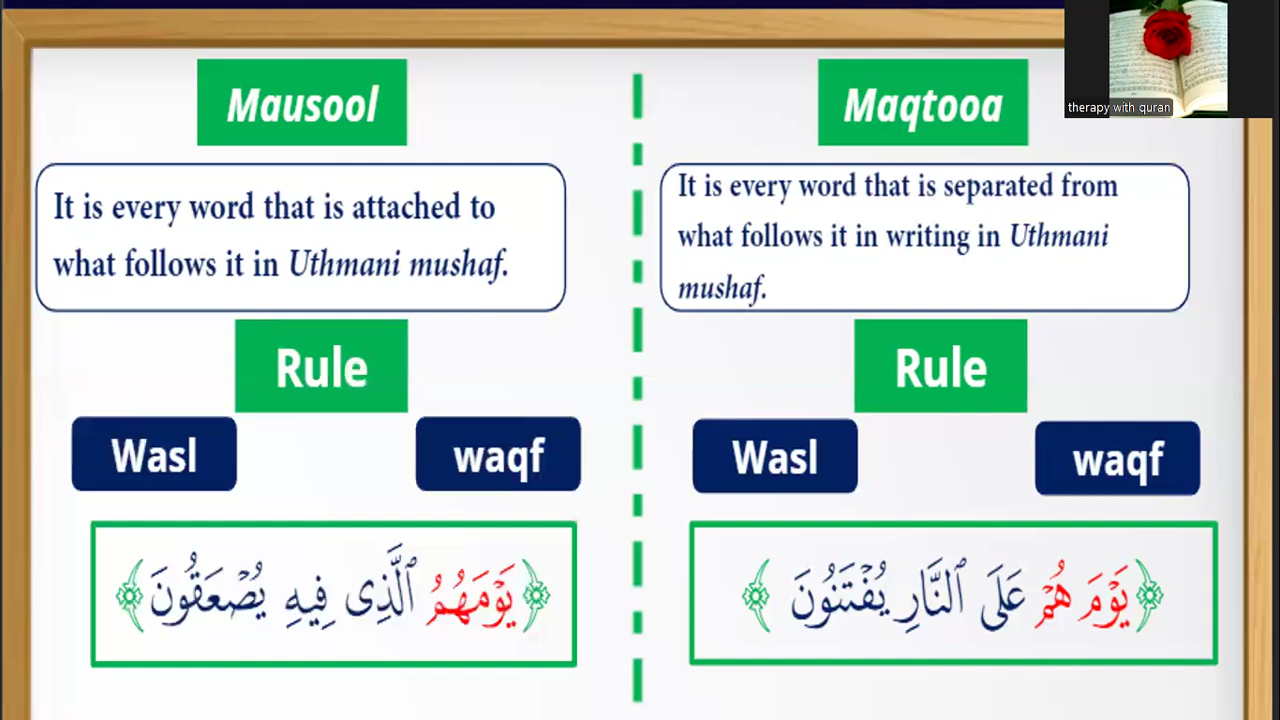 Mausool
It is every word that is attached to
what follows it in Uthmani mushaf.
Rule
Wasl
waqf
﴿يَوْمَهُمُ ٱلَّذِى فِيهِ يُصْعَقُونَ﴾
Maqtooa
It is every word that is separated from
what follows it in writing in Uthmani
mushaf.
Rule
Wasl
waqf
﴿يَوْمَ هُمْ عَلَى ٱلنَّارِ يُفْتَنُونَ﴾
therapy with quran